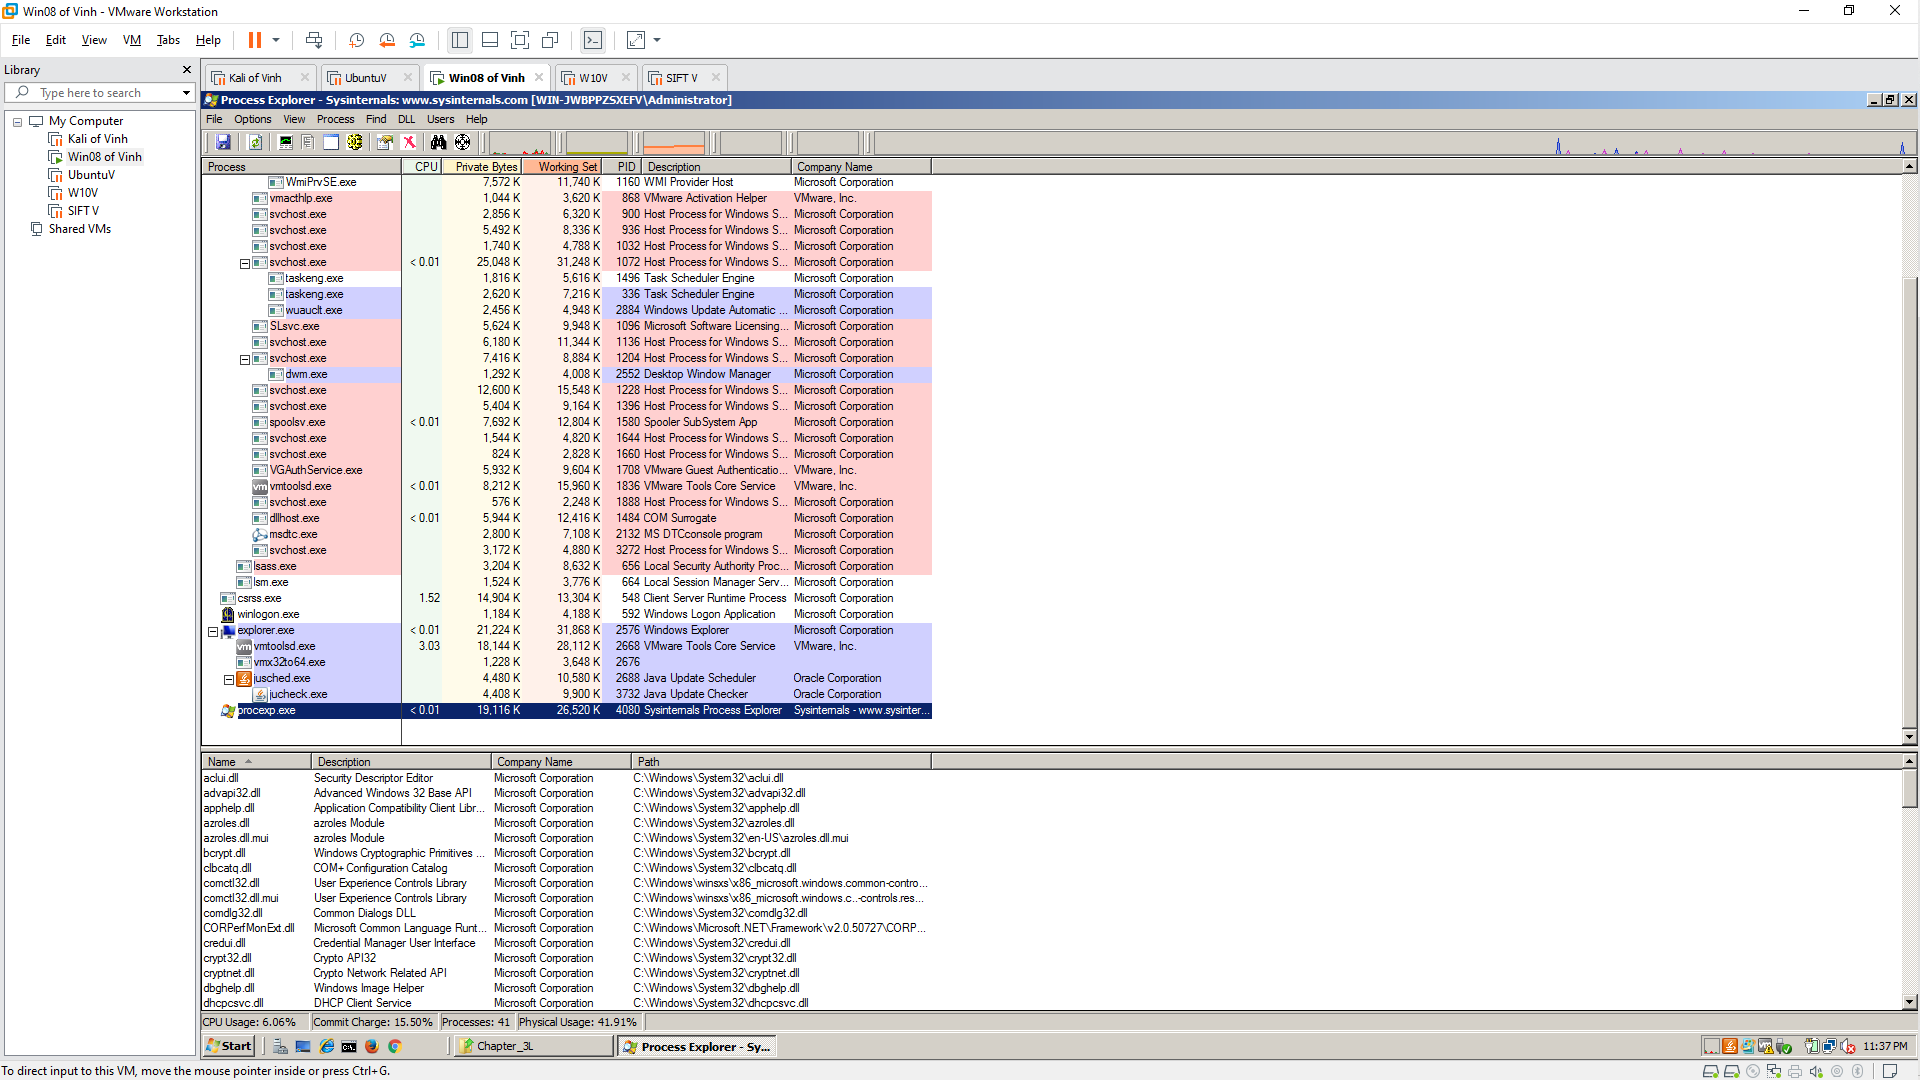 Win08 of Vinh - VMware Workstation
File Edit View VM Tabs Help
Library
Type here to search
My Computer
Kali of Vinh
Win08 of Vinh
UbuntuV
W10V
SIFT V
Shared VMs
Kali of Vinh UbuntuV Win08 of Vinh W10V SIFT V
Process Explorer - Sysinternals: www.sysinternals.com [WIN-JWBPPZSXEFV\Administrator]
File Options View Process Find DLL Users Help
Process CPU Private Bytes Working Set PID Description Company Name
WmiPrvSE.exe 7,572 K 11,740 K 1160 WMI Provider Host Microsoft Corporation
vmacthlp.exe 1,044 K 3,620 K 868 VMware Activation Helper VMware, Inc.
svchost.exe 2,856 K 6,320 K 900 Host Process for Windows S... Microsoft Corporation
svchost.exe 5,492 K 8,336 K 936 Host Process for Windows S... Microsoft Corporation
svchost.exe 1,740 K 4,788 K 1032 Host Process for Windows S... Microsoft Corporation
svchost.exe < 0.01 25,048 K 31,248 K 1072 Host Process for Windows S... Microsoft Corporation
taskeng.exe 1,816 K 5,616 K 1496 Task Scheduler Engine Microsoft Corporation
taskeng.exe 2,620 K 7,216 K 336 Task Scheduler Engine Microsoft Corporation
wuauclt.exe 2,456 K 4,948 K 2884 Windows Update Automatic ... Microsoft Corporation
SLsvc.exe 5,624 K 9,948 K 1096 Microsoft Software Licensing... Microsoft Corporation
svchost.exe 6,180 K 11,344 K 1136 Host Process for Windows S... Microsoft Corporation
svchost.exe 7,416 K 8,884 K 1204 Host Process for Windows S... Microsoft Corporation
dwm.exe 1,292 K 4,008 K 2552 Desktop Window Manager Microsoft Corporation
svchost.exe 12,600 K 15,548 K 1228 Host Process for Windows S... Microsoft Corporation
svchost.exe 5,404 K 9,164 K 1396 Host Process for Windows S... Microsoft Corporation
spoolsv.exe < 0.01 7,692 K 12,804 K 1580 Spooler SubSystem App Microsoft Corporation
svchost.exe 1,544 K 4,820 K 1644 Host Process for Windows S... Microsoft Corporation
svchost.exe 824 K 2,828 K 1660 Host Process for Windows S... Microsoft Corporation
VGAuthService.exe 5,932 K 9,604 K 1708 VMware Guest Authenticatio... VMware, Inc.
vmtoolsd.exe < 0.01 8,212 K 15,960 K 1836 VMware Tools Core Service VMware, Inc.
svchost.exe 576 K 2,248 K 1888 Host Process for Windows S... Microsoft Corporation
dllhost.exe < 0.01 5,944 K 12,416 K 1484 COM Surrogate Microsoft Corporation
msdtc.exe 2,800 K 7,108 K 2132 MS DTCconsole program Microsoft Corporation
svchost.exe 3,172 K 4,880 K 3272 Host Process for Windows S... Microsoft Corporation
lsass.exe 3,204 K 8,632 K 656 Local Security Authority Proc... Microsoft Corporation
lsm.exe 1,524 K 3,776 K 664 Local Session Manager Serv... Microsoft Corporation
csrss.exe 1.52 14,904 K 13,304 K 548 Client Server Runtime Process Microsoft Corporation
winlogon.exe 1,184 K 4,188 K 592 Windows Logon Application Microsoft Corporation
explorer.exe < 0.01 21,224 K 31,868 K 2576 Windows Explorer Microsoft Corporation
vmtoolsd.exe 3.03 18,144 K 28,112 K 2668 VMware Tools Core Service VMware, Inc.
vmx32to64.exe 1,228 K 3,648 K 2676
jusched.exe 4,480 K 10,580 K 2688 Java Update Scheduler Oracle Corporation
jucheck.exe 4,408 K 9,900 K 3732 Java Update Checker Oracle Corporation
procexp.exe < 0.01 19,116 K 26,520 K 4080 Sysinternals Process Explorer Sysinternals - www.sysinter...
Name Description Company Name Path
aclui.dll Security Descriptor Editor Microsoft Corporation C:\Windows\System32\aclui.dll
advapi32.dll Advanced Windows 32 Base API Microsoft Corporation C:\Windows\System32\advapi32.dll
apphelp.dll Application Compatibility Client Libr... Microsoft Corporation C:\Windows\System32\apphelp.dll
azroles.dll azroles Module Microsoft Corporation C:\Windows\System32\azroles.dll
azroles.dll.mui azroles Module Microsoft Corporation C:\Windows\System32\en-US\azroles.dll.mui
bcrypt.dll Windows Cryptographic Primitives ... Microsoft Corporation C:\Windows\System32\bcrypt.dll
clbcatq.dll COM+ Configuration Catalog Microsoft Corporation C:\Windows\System32\clbcatq.dll
comctl32.dll User Experience Controls Library Microsoft Corporation C:\Windows\winsxs\x86_microsoft.windows.common-contro...
comctl32.dll.mui User Experience Controls Library Microsoft Corporation C:\Windows\winsxs\x86_microsoft.windows.c..-controls.res...
comdlg32.dll Common Dialogs DLL Microsoft Corporation C:\Windows\System32\comdlg32.dll
CORPerfMonExt.dll Microsoft Common Language Runt... Microsoft Corporation C:\Windows\Microsoft.NET\Framework\v2.0.50727\CORP...
credui.dll Credential Manager User Interface Microsoft Corporation C:\Windows\System32\credui.dll
crypt32.dll Crypto API32 Microsoft Corporation C:\Windows\System32\crypt32.dll
cryptnet.dll Crypto Network Related API Microsoft Corporation C:\Windows\System32\cryptnet.dll
dbghelp.dll Windows Image Helper Microsoft Corporation C:\Windows\System32\dbghelp.dll
dhcpcsvc.dll DHCP Client Service Microsoft Corporation C:\Windows\System32\dhcpcsvc.dll
CPU Usage: 6.06% Commit Charge: 15.50% Processes: 41 Physical Usage: 41.91%
Start Chapter_3L Process Explorer - Sy... 11:37 PM
To direct input to this VM, move the mouse pointer inside or press Ctrl+G.